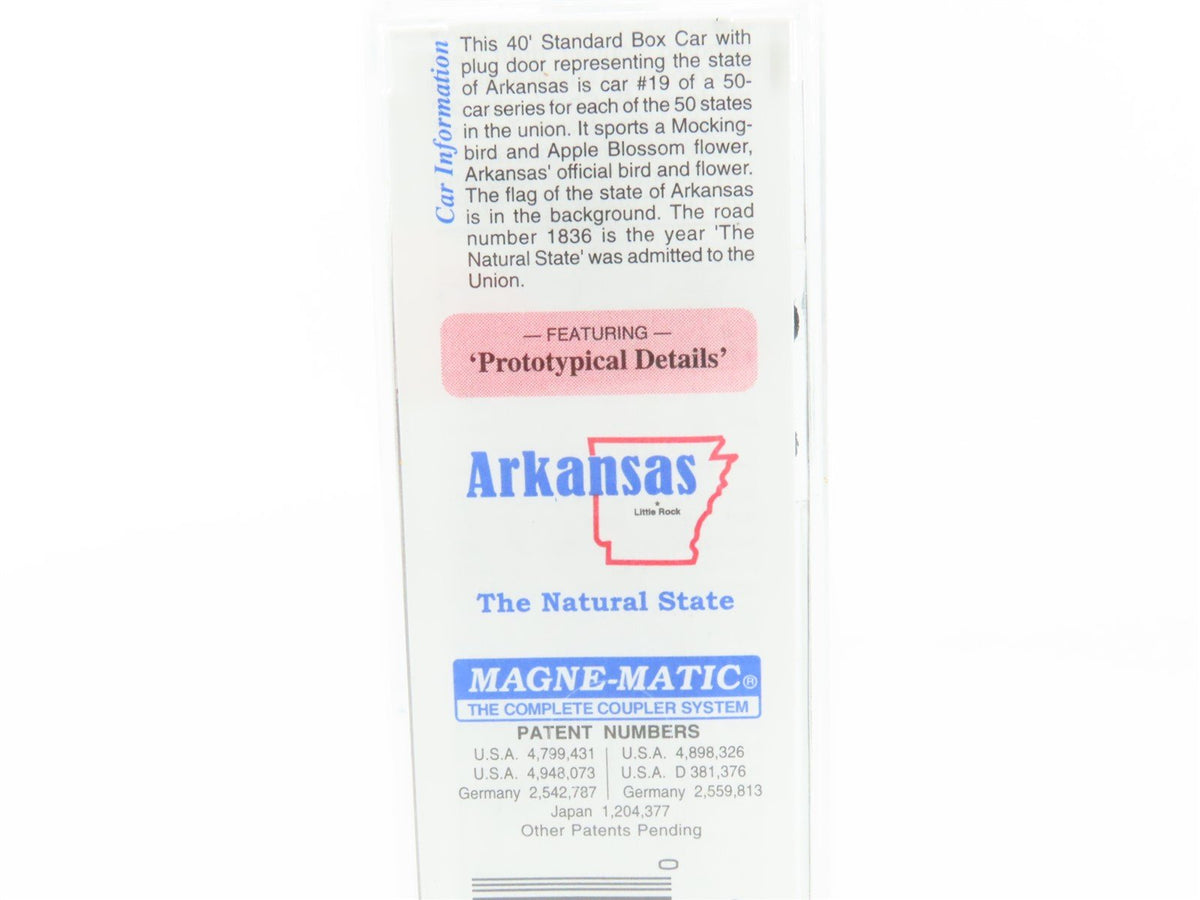 Car Information
This 40' Standard Box Car with
plug door representing the state
of Arkansas is car #19 of a 50-
car series for each of the 50 states
in the union. It sports a Mocking-
bird and Apple Blossom flower,
Arkansas' official bird and flower.
The flag of the state of Arkansas
is in the background. The road
number 1836 is the year 'The
Natural State' was admitted to the
Union.
— FEATURING —
‘Prototypical Details’
Arkansas
* Little Rock
The Natural State
MAGNE-MATIC®
THE COMPLETE COUPLER SYSTEM
PATENT NUMBERS
U.S.A. 4,799,431 | U.S.A. 4,898,326
U.S.A. 4,948,073 | U.S.A. D 381,376
Germany 2,542,787 | Germany 2,559,813
Japan 1,204,377
Other Patents Pending
0